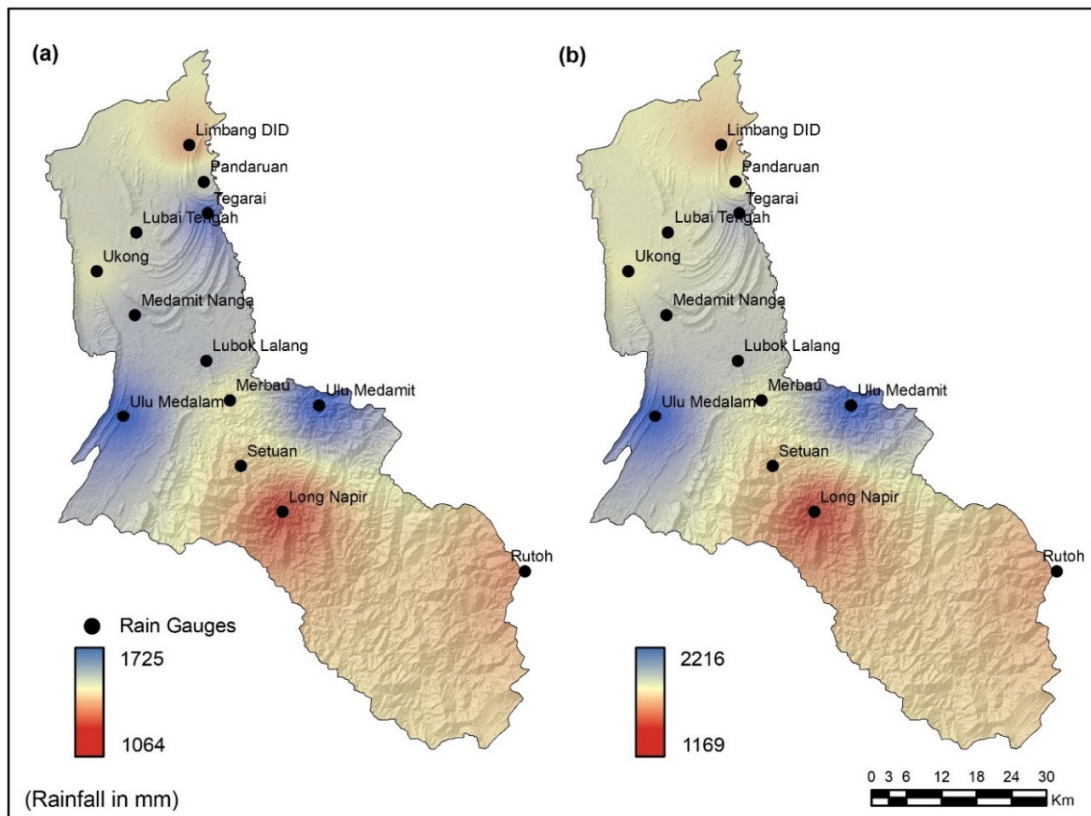 (a)
Limbang DID
Pandaruan
Tegarai
Lubai Tengah
Ukong
Medamit Nanga
Lubok Lalang
Merbau
Ulu Medamit
Ulu Medalam
Setuan
Long Napir
Rutoh
Rain Gauges
1725
1064
(Rainfall in mm)
(b)
Limbang DID
Pandaruan
Tegarai
Lubai Tengah
Ukong
Medamit Nanga
Lubok Lalang
Merbau
Ulu Medamit
Ulu Medalam
Setuan
Long Napir
Rutoh
2216
1169
0 3 6 12 18 24 30
Km